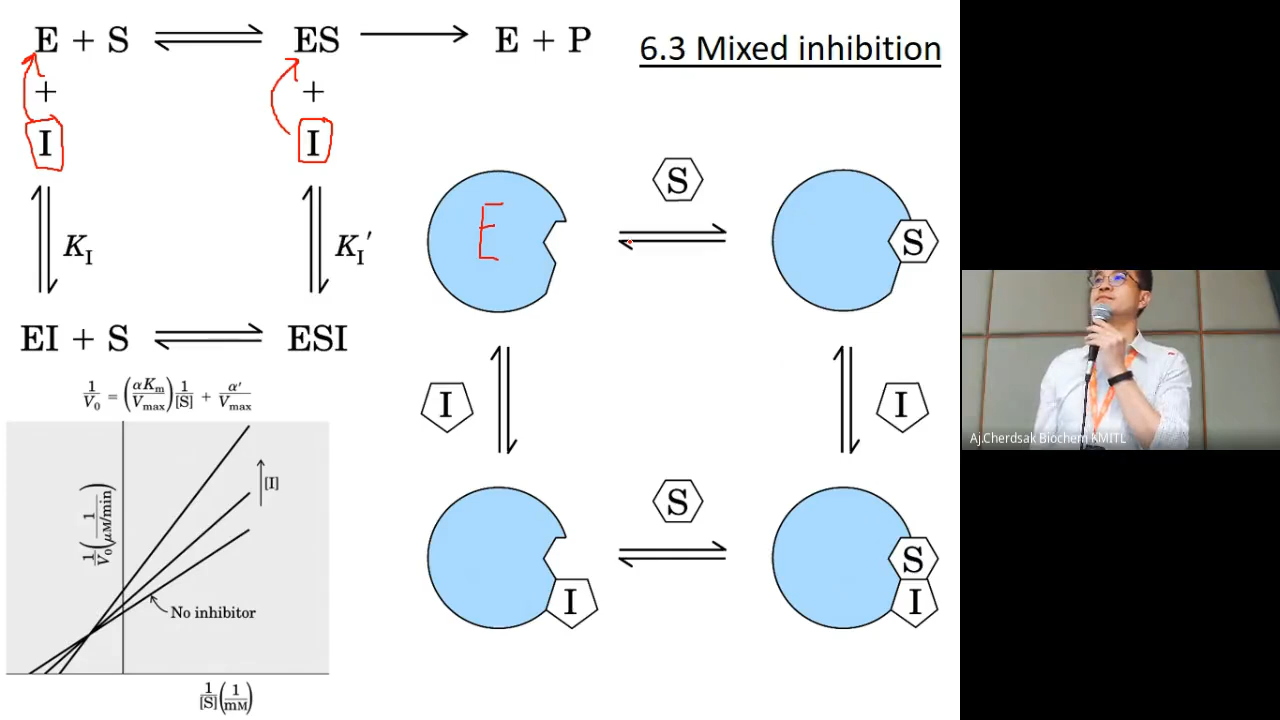 E + S ⇌ ES → E + P
6.3 Mixed inhibition
+ +
I I
K_I K_I′
EI + S ⇌ ESI
E
S
S
I
I
S
S
I
I
1/V₀ = (αK_m/V_max) 1/[S] + α′/V_max
1/V₀ (1/μM/min)
[I]
No inhibitor
1/[S] (1/mM)
Aj.Cherdsak Biochem KMITL